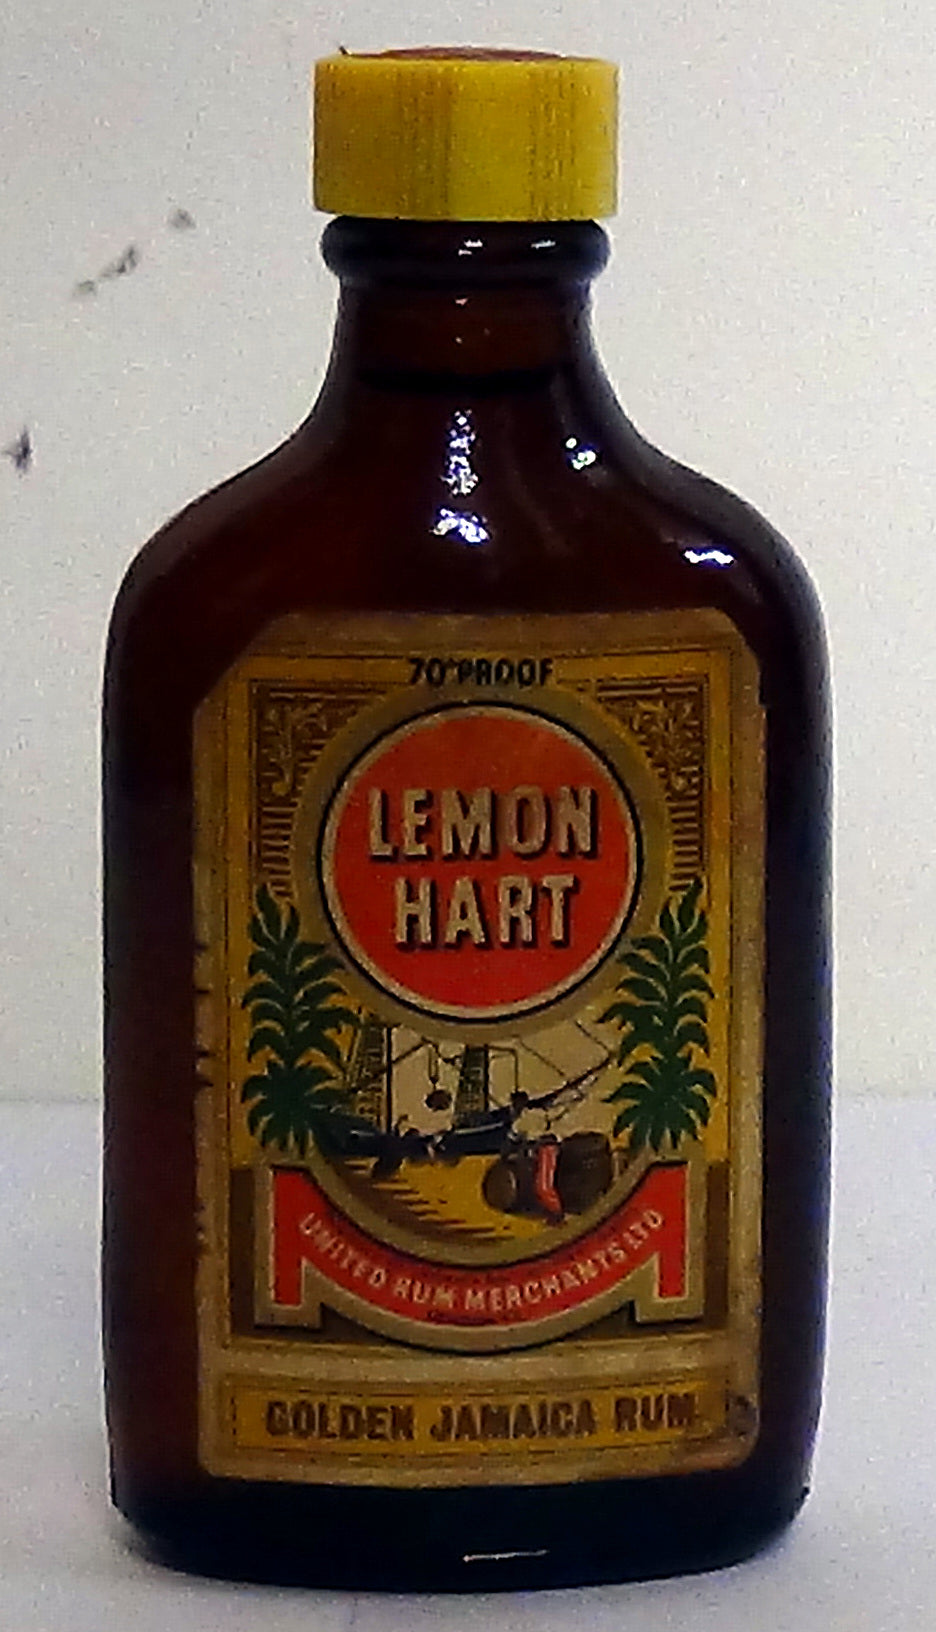 70° PROOF
LEMON
HART
UNITED RUM MERCHANTS LTD
GOLDEN JAMAICA RUM